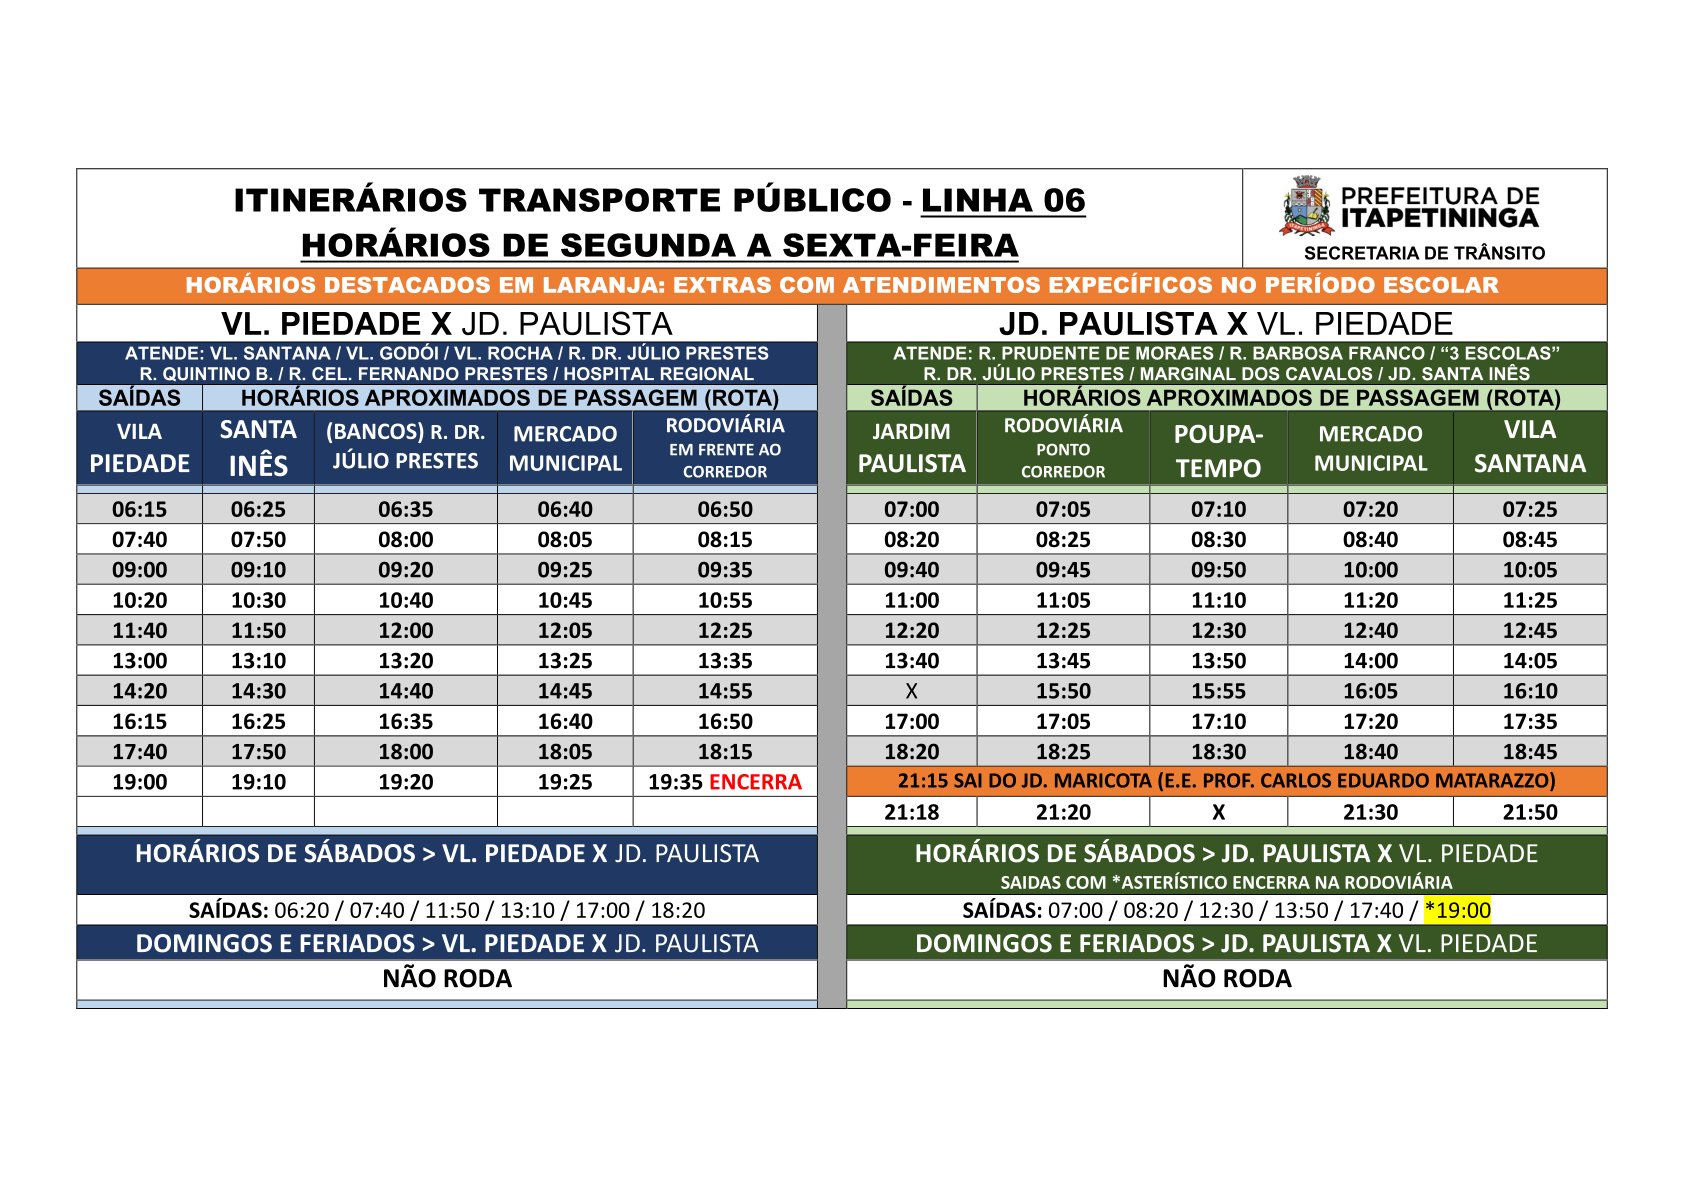 ITINERÁRIOS TRANSPORTE PÚBLICO - LINHA 06
HORÁRIOS DE SEGUNDA A SEXTA-FEIRA
PREFEITURA DE
ITAPETININGA
SECRETARIA DE TRÂNSITO
HORÁRIOS DESTACADOS EM LARANJA: EXTRAS COM ATENDIMENTOS EXPECÍFICOS NO PERÍODO ESCOLAR
VL. PIEDADE X JD. PAULISTA
ATENDE: VL. SANTANA / VL. GODÓI / VL. ROCHA / R. DR. JÚLIO PRESTES
R. QUINTINO B. / R. CEL. FERNANDO PRESTES / HOSPITAL REGIONAL
SAÍDAS HORÁRIOS APROXIMADOS DE PASSAGEM (ROTA)
VILA PIEDADE SANTA INÊS (BANCOS) R. DR. JÚLIO PRESTES MERCADO MUNICIPAL RODOVIÁRIA EM FRENTE AO CORREDOR
06:15 06:25 06:35 06:40 06:50
07:40 07:50 08:00 08:05 08:15
09:00 09:10 09:20 09:25 09:35
10:20 10:30 10:40 10:45 10:55
11:40 11:50 12:00 12:05 12:25
13:00 13:10 13:20 13:25 13:35
14:20 14:30 14:40 14:45 14:55
16:15 16:25 16:35 16:40 16:50
17:40 17:50 18:00 18:05 18:15
19:00 19:10 19:20 19:25 19:35 ENCERRA
HORÁRIOS DE SÁBADOS > VL. PIEDADE X JD. PAULISTA
SAÍDAS: 06:20 / 07:40 / 11:50 / 13:10 / 17:00 / 18:20
DOMINGOS E FERIADOS > VL. PIEDADE X JD. PAULISTA
NÃO RODA
JD. PAULISTA X VL. PIEDADE
ATENDE: R. PRUDENTE DE MORAES / R. BARBOSA FRANCO / “3 ESCOLAS”
R. DR. JÚLIO PRESTES / MARGINAL DOS CAVALOS / JD. SANTA INÊS
SAÍDAS HORÁRIOS APROXIMADOS DE PASSAGEM (ROTA)
JARDIM PAULISTA RODOVIÁRIA PONTO CORREDOR POUPA-TEMPO MERCADO MUNICIPAL VILA SANTANA
07:00 07:05 07:10 07:20 07:25
08:20 08:25 08:30 08:40 08:45
09:40 09:45 09:50 10:00 10:05
11:00 11:05 11:10 11:20 11:25
12:20 12:25 12:30 12:40 12:45
13:40 13:45 13:50 14:00 14:05
X 15:50 15:55 16:05 16:10
17:00 17:05 17:10 17:20 17:35
18:20 18:25 18:30 18:40 18:45
21:15 SAI DO JD. MARICOTA (E.E. PROF. CARLOS EDUARDO MATARAZZO)
21:18 21:20 X 21:30 21:50
HORÁRIOS DE SÁBADOS > JD. PAULISTA X VL. PIEDADE
SAIDAS COM *ASTERÍSTICO ENCERRA NA RODOVIÁRIA
SAÍDAS: 07:00 / 08:20 / 12:30 / 13:50 / 17:40 / *19:00
DOMINGOS E FERIADOS > JD. PAULISTA X VL. PIEDADE
NÃO RODA